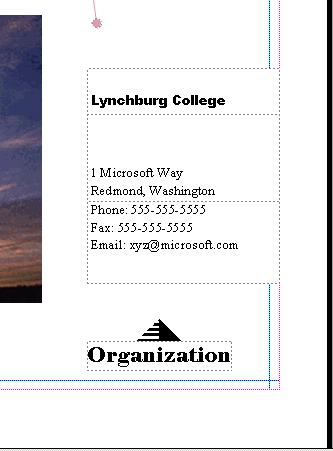 Lynchburg College
1 Microsoft Way
Redmond, Washington
Phone: 555-555-5555
Fax: 555-555-5555
Email: xyz@microsoft.com
Organization